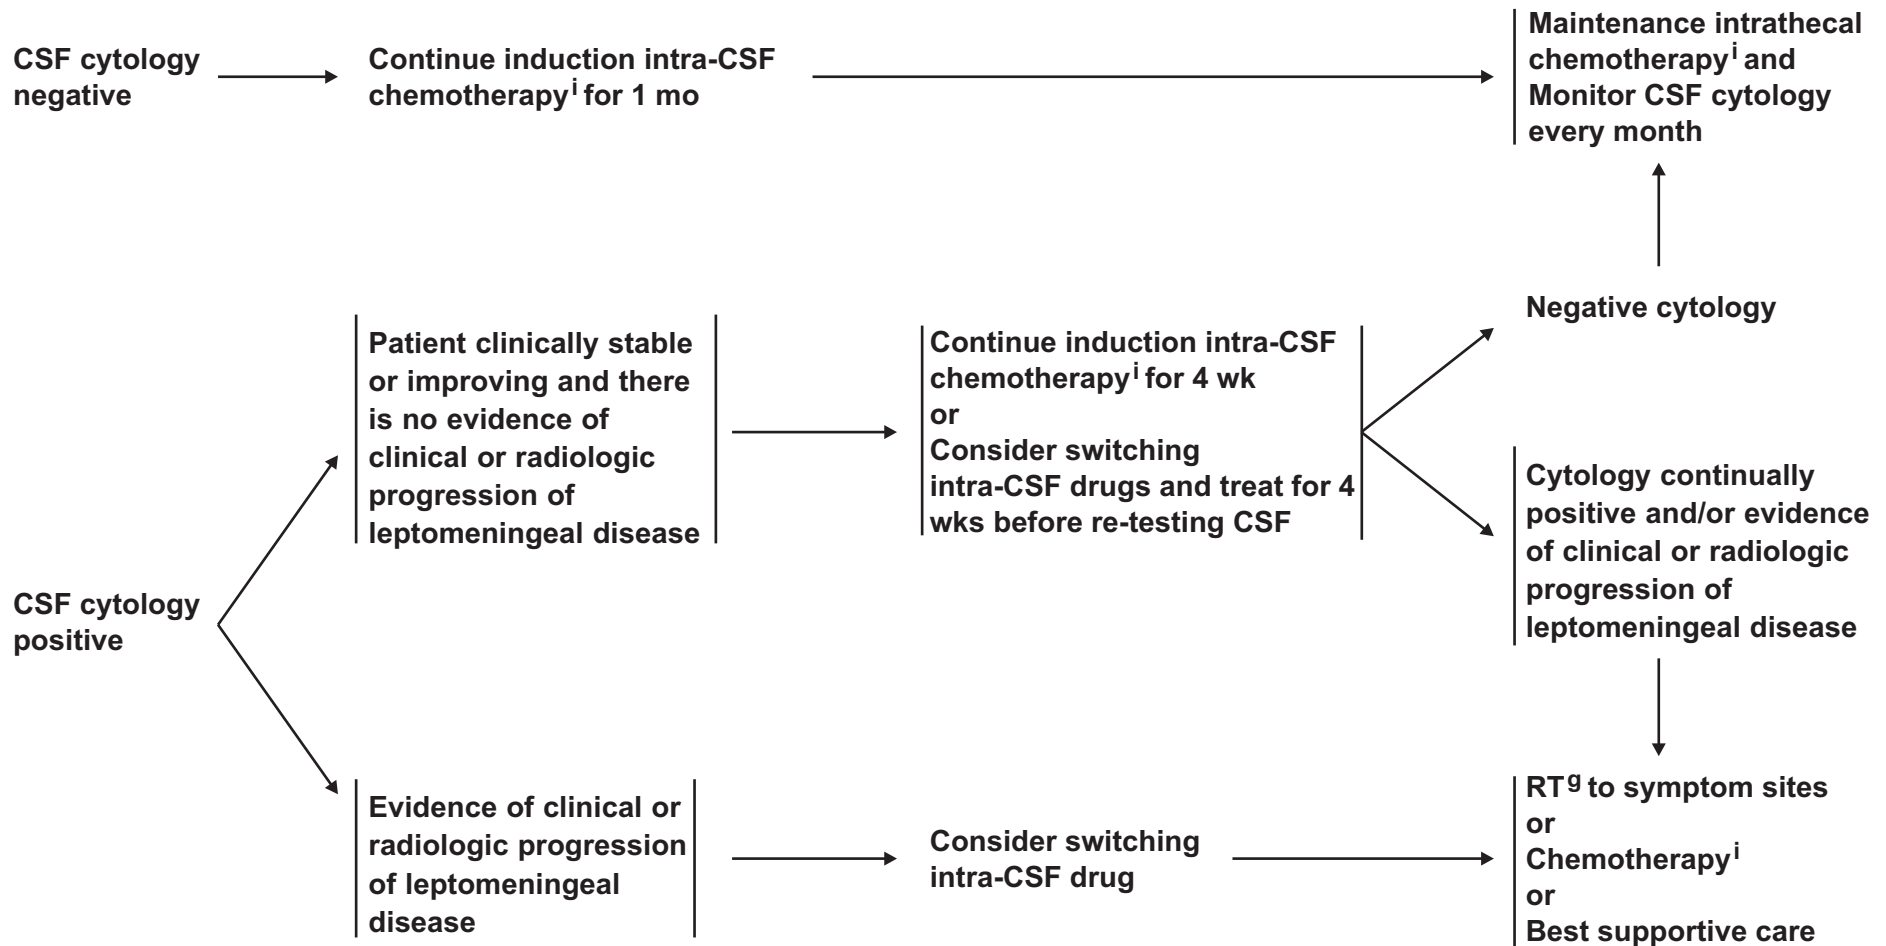 CSF cytology
negative
Continue induction intra-CSF
chemotherapy i for 1 mo
Maintenance intrathecal
chemotherapy i and
Monitor CSF cytology
every month
CSF cytology
positive
Patient clinically stable
or improving and there
is no evidence of
clinical or radiologic
progression of
leptomeningeal disease
Continue induction intra-CSF
chemotherapy i for 4 wk
or
Consider switching
intra-CSF drugs and treat for 4
wks before re-testing CSF
Negative cytology
Cytology continually
positive and/or evidence
of clinical or radiologic
progression of
leptomeningeal disease
Evidence of clinical or
radiologic progression
of leptomeningeal
disease
Consider switching
intra-CSF drug
RT g to symptom sites
or
Chemotherapy i
or
Best supportive care